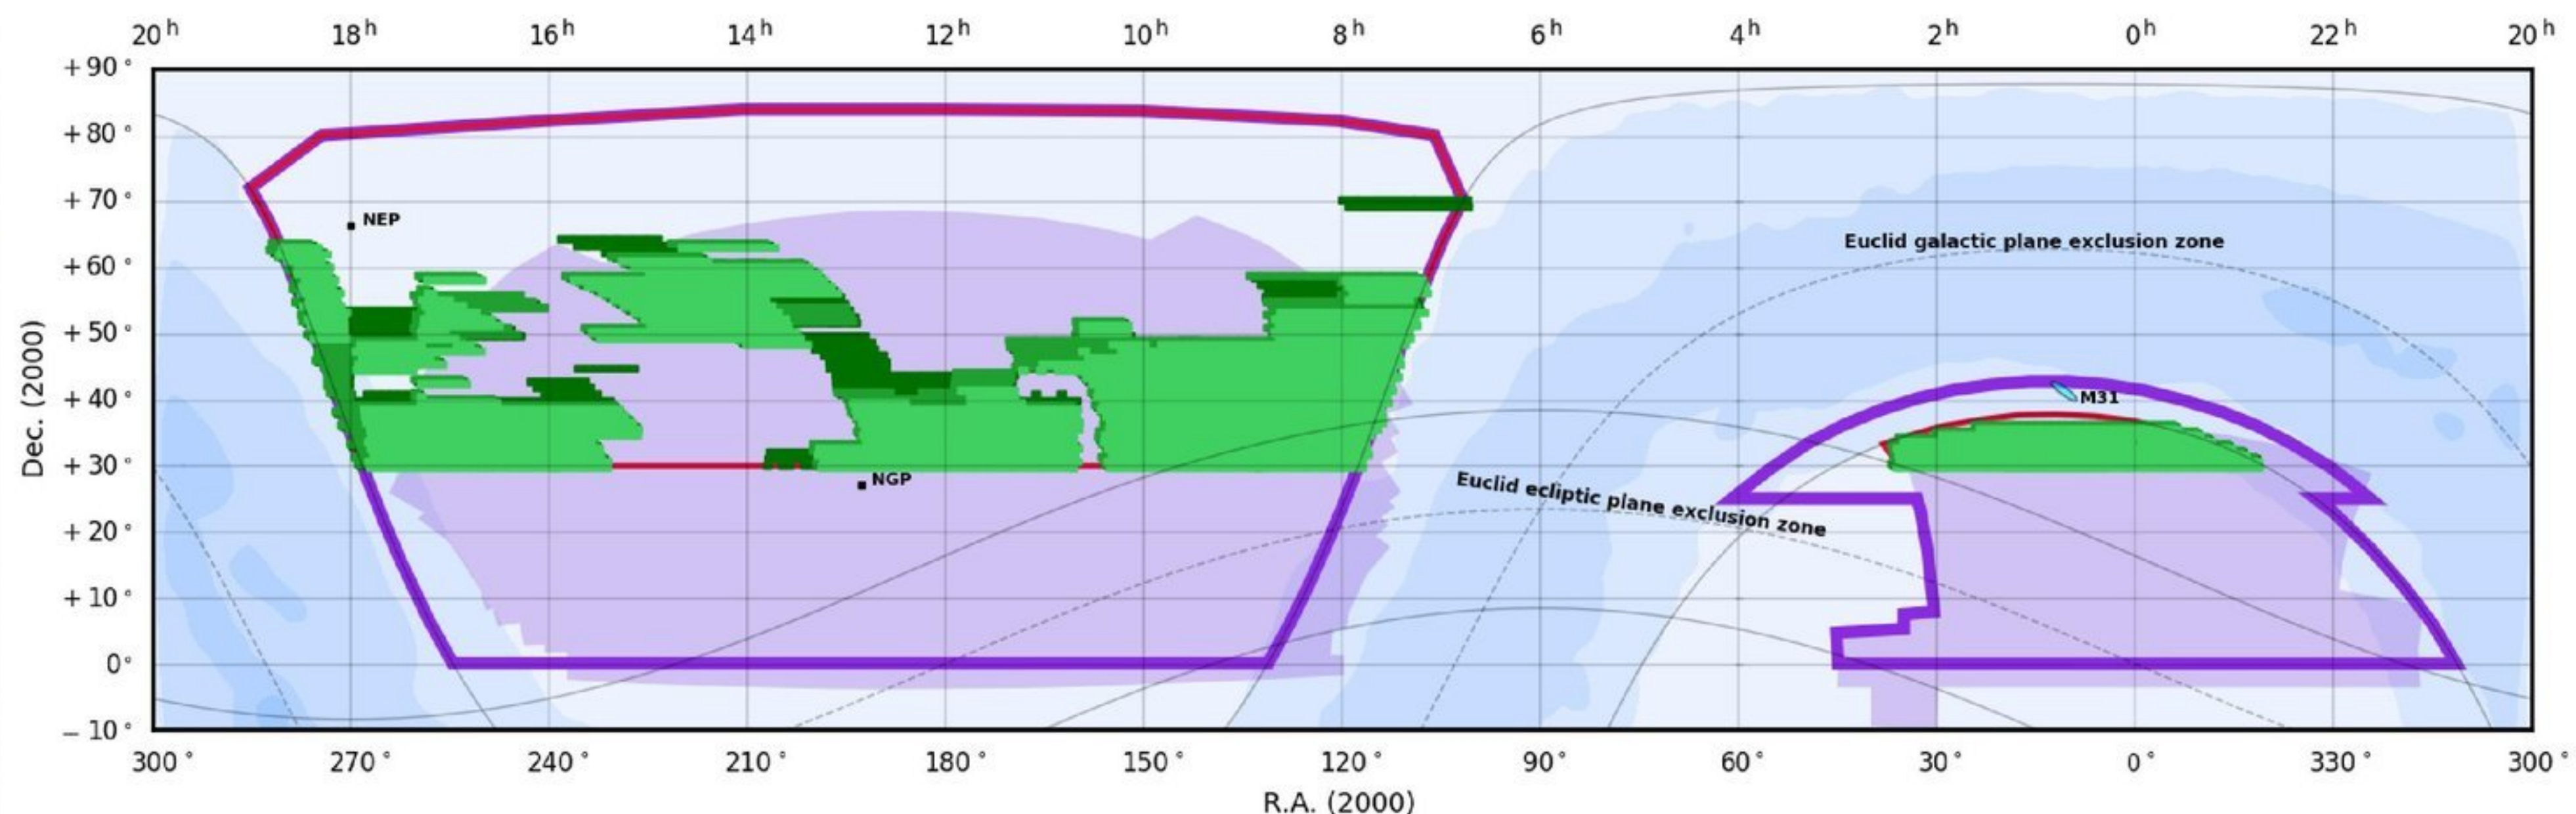 20h 18h 16h 14h 12h 10h 8h 6h 4h 2h 0h 22h 20h
+90°
+80°
+70°
NEP
Euclid galactic plane exclusion zone
+60°
+50°
+40°
M31
+30°
NGP
Euclid ecliptic plane exclusion zone
+20°
+10°
0°
−10°
Dec. (2000)
300° 270° 240° 210° 180° 150° 120° 90° 60° 30° 0° 330° 300°
R.A. (2000)